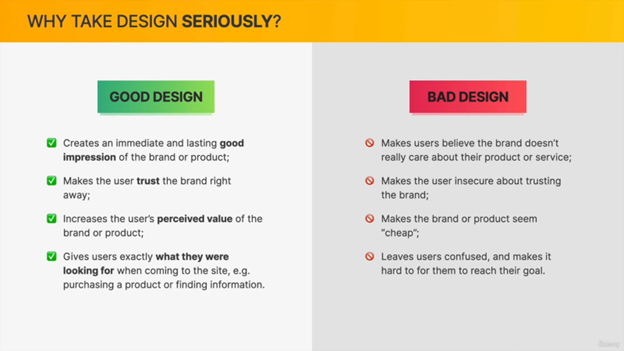 WHY TAKE DESIGN SERIOUSLY?
GOOD DESIGN
Creates an immediate and lasting good
impression of the brand or product;
Makes the user trust the brand right
away;
Increases the user's perceived value of the
brand or product;
Gives users exactly what they were
looking for when coming to the site, e.g.
purchasing a product or finding information.
BAD DESIGN
Makes users believe the brand doesn't
really care about their product or service;
Makes the user insecure about trusting
the brand;
Makes the brand or product seem
“cheap”;
Leaves users confused, and makes it
hard to for them to reach their goal.